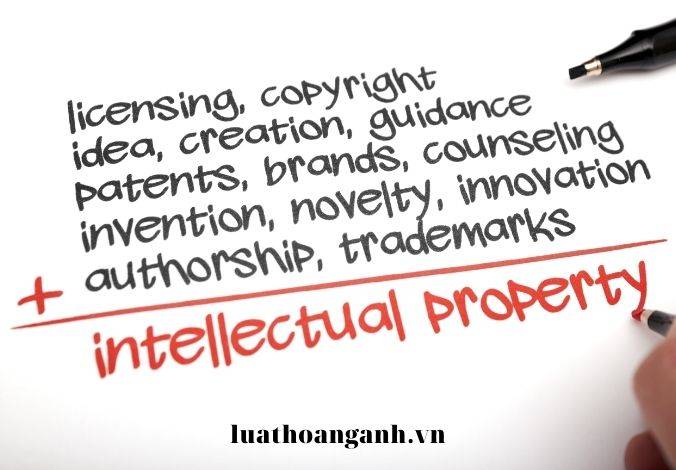 licensing, copyright
idea, creation, guidance
patents, brands, counseling
invention, novelty, innovation
authorship, trademarks
+
intellectual property
luathoanganh.vn